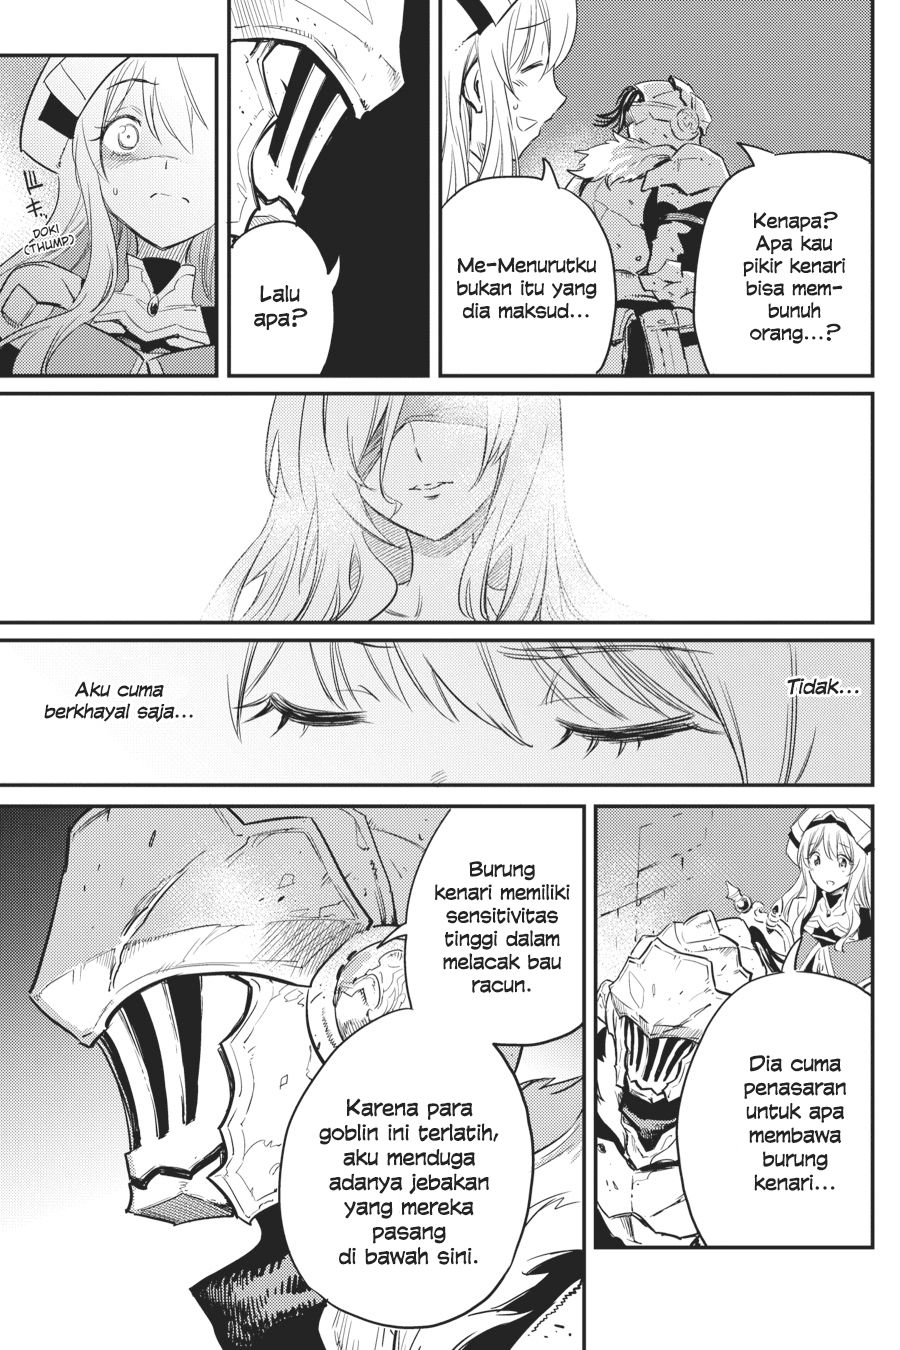 Kenapa?
Apa kau
pikir kenari
bisa mem-
bunuh
orang...?
Me-Menurutku
bukan itu yang
dia maksud...
Lalu
apa?
ドキッ
DOKI
(THUMP)
Tidak...
Aku cuma
berkhayal saja...
Dia cuma
penasaran
untuk apa
membawa
burung
kenari...
Burung
kenari memiliki
sensitivitas
tinggi dalam
melacak bau
racun.
Karena para
goblin ini terlatih,
aku menduga
adanya jebakan
yang mereka
pasang
di bawah sini.